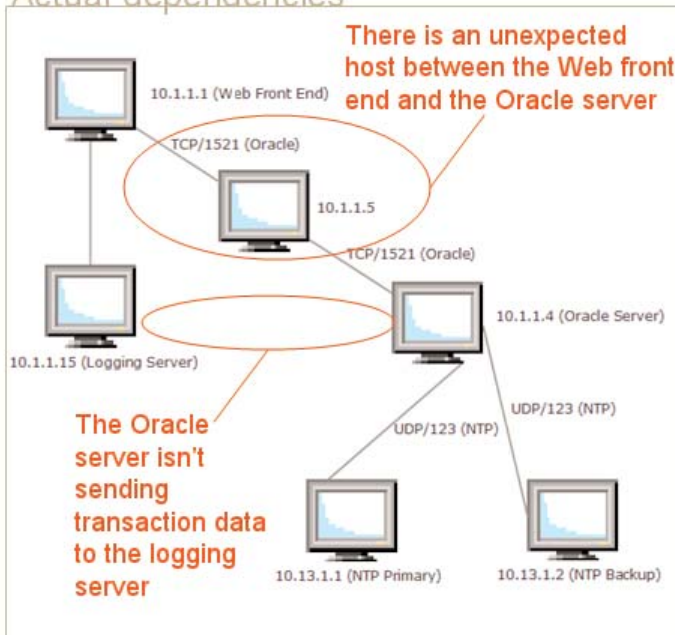 Actual dependencies
There is an unexpected
host between the Web front
end and the Oracle server
10.1.1.1 (Web Front End)
TCP/1521 (Oracle)
10.1.1.5
TCP/1521 (Oracle)
10.1.1.4 (Oracle Server)
10.1.1.15 (Logging Server)
The Oracle
server isn't
sending
transaction data
to the logging
server
UDP/123 (NTP)
UDP/123 (NTP)
10.13.1.1 (NTP Primary)
10.13.1.2 (NTP Backup)